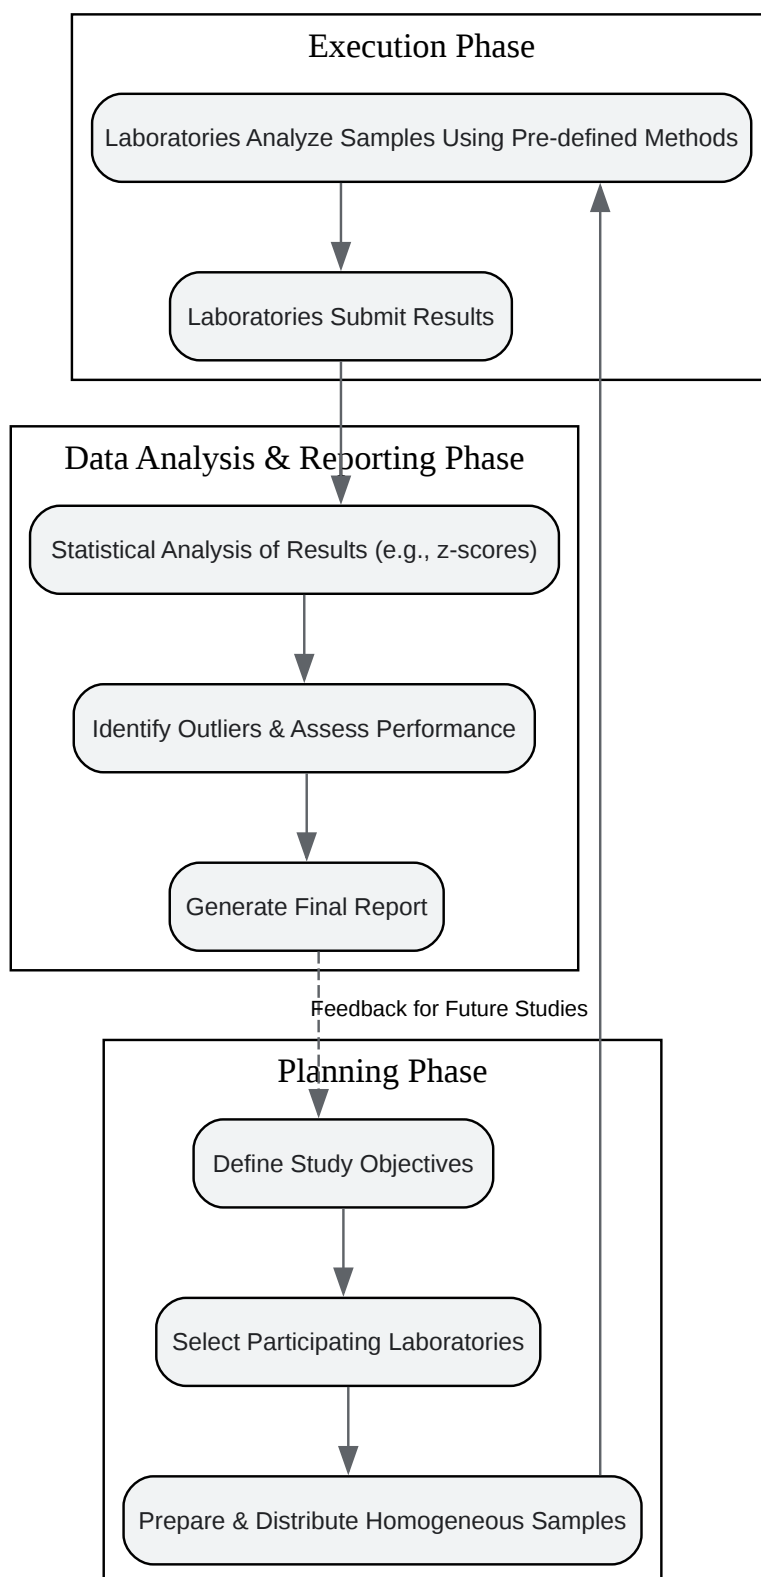 Execution Phase
Laboratories Analyze Samples Using Pre-defined Methods
Laboratories Submit Results
Data Analysis & Reporting Phase
Statistical Analysis of Results (e.g., z-scores)
Identify Outliers & Assess Performance
Generate Final Report
Feedback for Future Studies
Planning Phase
Define Study Objectives
Select Participating Laboratories
Prepare & Distribute Homogeneous Samples